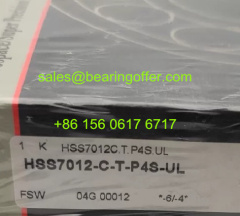 sales@bearingoffer.com
+86 156 0617 6717
1 K HSS7012C.T.P4S.UL
HSS7012-C-T-P4S-UL
FSW 04G 00012 "-6/-4"